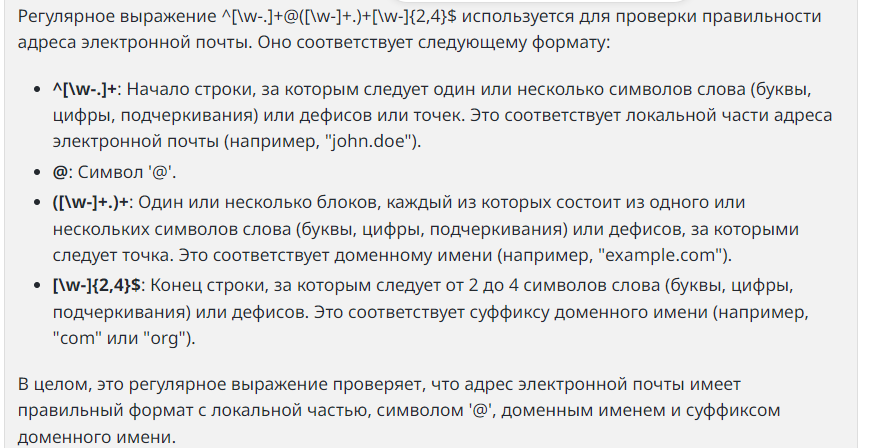 Регулярное выражение ^[\w-.]+@([\w-]+.)+[\w-]{2,4}$ используется для проверки правильности
адреса электронной почты. Оно соответствует следующему формату:
• ^[\w-.]+: Начало строки, за которым следует один или несколько символов слова (буквы,
цифры, подчеркивания) или дефисов или точек. Это соответствует локальной части адреса
электронной почты (например, "john.doe").
• @: Символ '@'.
• ([\w-]+.)+: Один или несколько блоков, каждый из которых состоит из одного или
нескольких символов слова (буквы, цифры, подчеркивания) или дефисов, за которыми
следует точка. Это соответствует доменному имени (например, "example.com").
• [\w-]{2,4}$: Конец строки, за которым следует от 2 до 4 символов слова (буквы, цифры,
подчеркивания) или дефисов. Это соответствует суффиксу доменного имени (например,
"com" или "org").
В целом, это регулярное выражение проверяет, что адрес электронной почты имеет
правильный формат с локальной частью, символом '@', доменным именем и суффиксом
доменного имени.